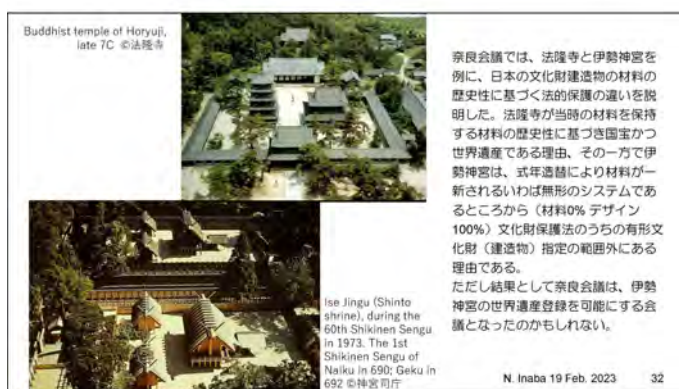 Buddhist temple of Horyuji,
late 7C ©法隆寺
奈良会議では、法隆寺と伊勢神宮を
例に、日本の文化財建造物の材料の
歴史性に基づく法的保護の違いを説
明した。法隆寺が当時の材料を保持
する材料の歴史性に基づき国宝かつ
世界遺産である理由、その一方で伊
勢神宮は、式年造替により材料が一
新されるいわば無形のシステムであ
るところから（材料0% デザイン
100%）文化財保護法のうちの有形文
化財（建造物）指定の範囲外にある
理由である。
ただし結果として奈良会議は、伊勢
神宮の世界遺産登録を可能にする会
議となったのかもしれない。
Ise Jingu (Shinto
shrine), during the
60th Shikinen Sengu
in 1973. The 1st
Shikinen Sengu of
Naiku in 690; Geku in
692 ©神宮司庁
N. Inaba 19 Feb. 2023 32